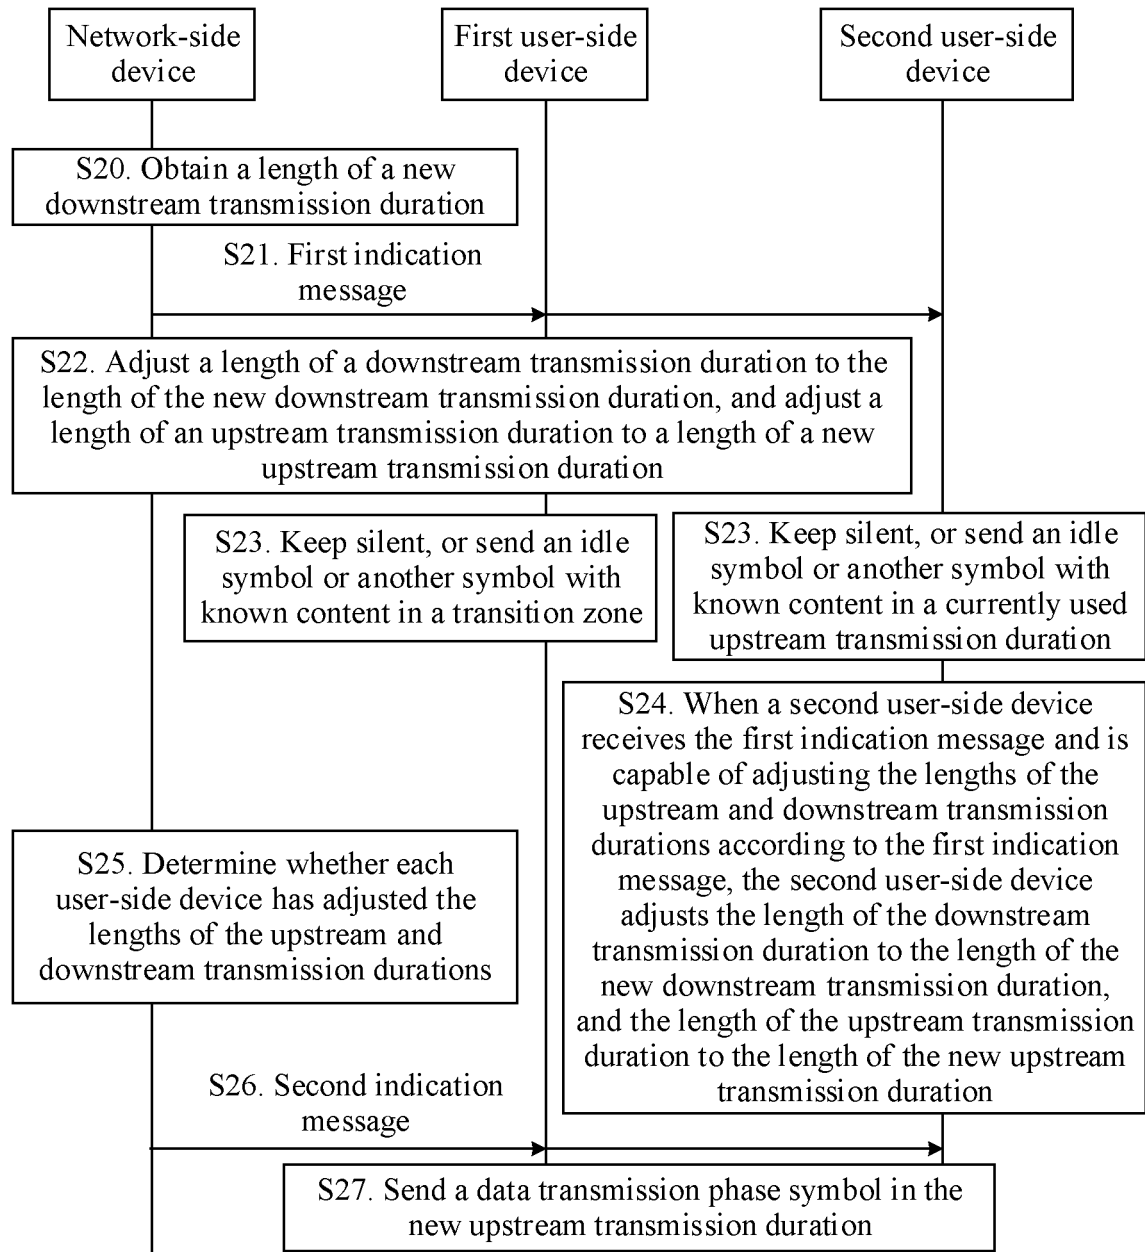 Network-side
device
First user-side
device
Second user-side
device
S20. Obtain a length of a new
downstream transmission duration
S21. First indication
message
S22. Adjust a length of a downstream transmission duration to the
length of the new downstream transmission duration, and adjust a
length of an upstream transmission duration to a length of a new
upstream transmission duration
S23. Keep silent, or send an idle
symbol or another symbol with
known content in a transition zone
S23. Keep silent, or send an idle
symbol or another symbol with
known content in a currently used
upstream transmission duration
S24. When a second user-side device
receives the first indication message and is
capable of adjusting the lengths of the
upstream and downstream transmission
durations according to the first indication
message, the second user-side device
adjusts the length of the downstream
transmission duration to the length of the
new downstream transmission duration,
and the length of the upstream transmission
duration to the length of the new upstream
transmission duration
S25. Determine whether each
user-side device has adjusted the
lengths of the upstream and
downstream transmission durations
S26. Second indication
message
S27. Send a data transmission phase symbol in the
new upstream transmission duration